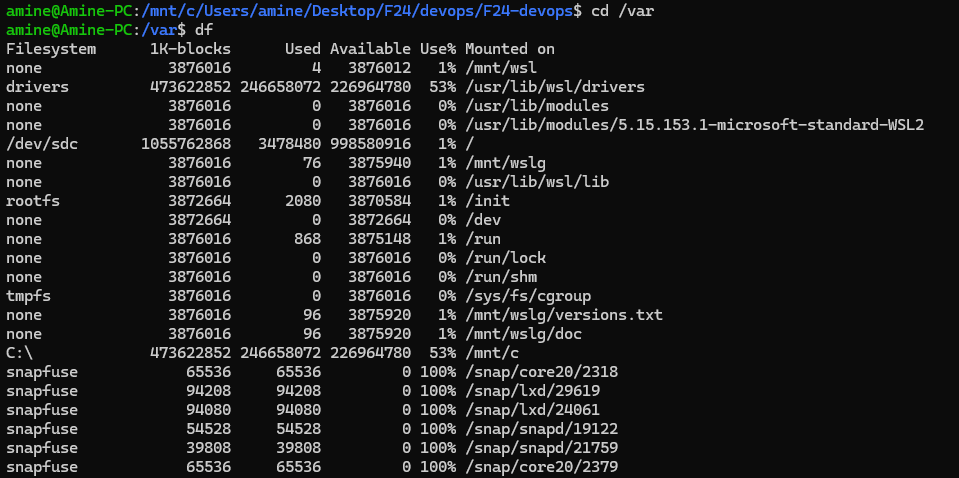 amine@Amine-PC:/mnt/c/Users/amine/Desktop/F24/devops/F24-devops$ cd /var
amine@Amine-PC:/var$ df
Filesystem      1K-blocks      Used Available Use% Mounted on
none              3876016         4   3876012   1% /mnt/wsl
drivers         473622852 246658072 226964780  53% /usr/lib/wsl/drivers
none              3876016         0   3876016   0% /usr/lib/modules
none              3876016         0   3876016   0% /usr/lib/modules/5.15.153.1-microsoft-standard-WSL2
/dev/sdc       1055762868   3478480 998580916   1% /
none              3876016        76   3875940   1% /mnt/wslg
none              3876016         0   3876016   0% /usr/lib/wsl/lib
rootfs            3872664      2080   3870584   1% /init
none              3872664         0   3872664   0% /dev
none              3876016       868   3875148   1% /run
none              3876016         0   3876016   0% /run/lock
none              3876016         0   3876016   0% /run/shm
tmpfs             3876016         0   3876016   0% /sys/fs/cgroup
none              3876016        96   3875920   1% /mnt/wslg/versions.txt
none              3876016        96   3875920   1% /mnt/wslg/doc
C:\             473622852 246658072 226964780  53% /mnt/c
snapfuse            65536     65536         0 100% /snap/core20/2318
snapfuse            94208     94208         0 100% /snap/lxd/29619
snapfuse            94080     94080         0 100% /snap/lxd/24061
snapfuse            54528     54528         0 100% /snap/snapd/19122
snapfuse            39808     39808         0 100% /snap/snapd/21759
snapfuse            65536     65536         0 100% /snap/core20/2379